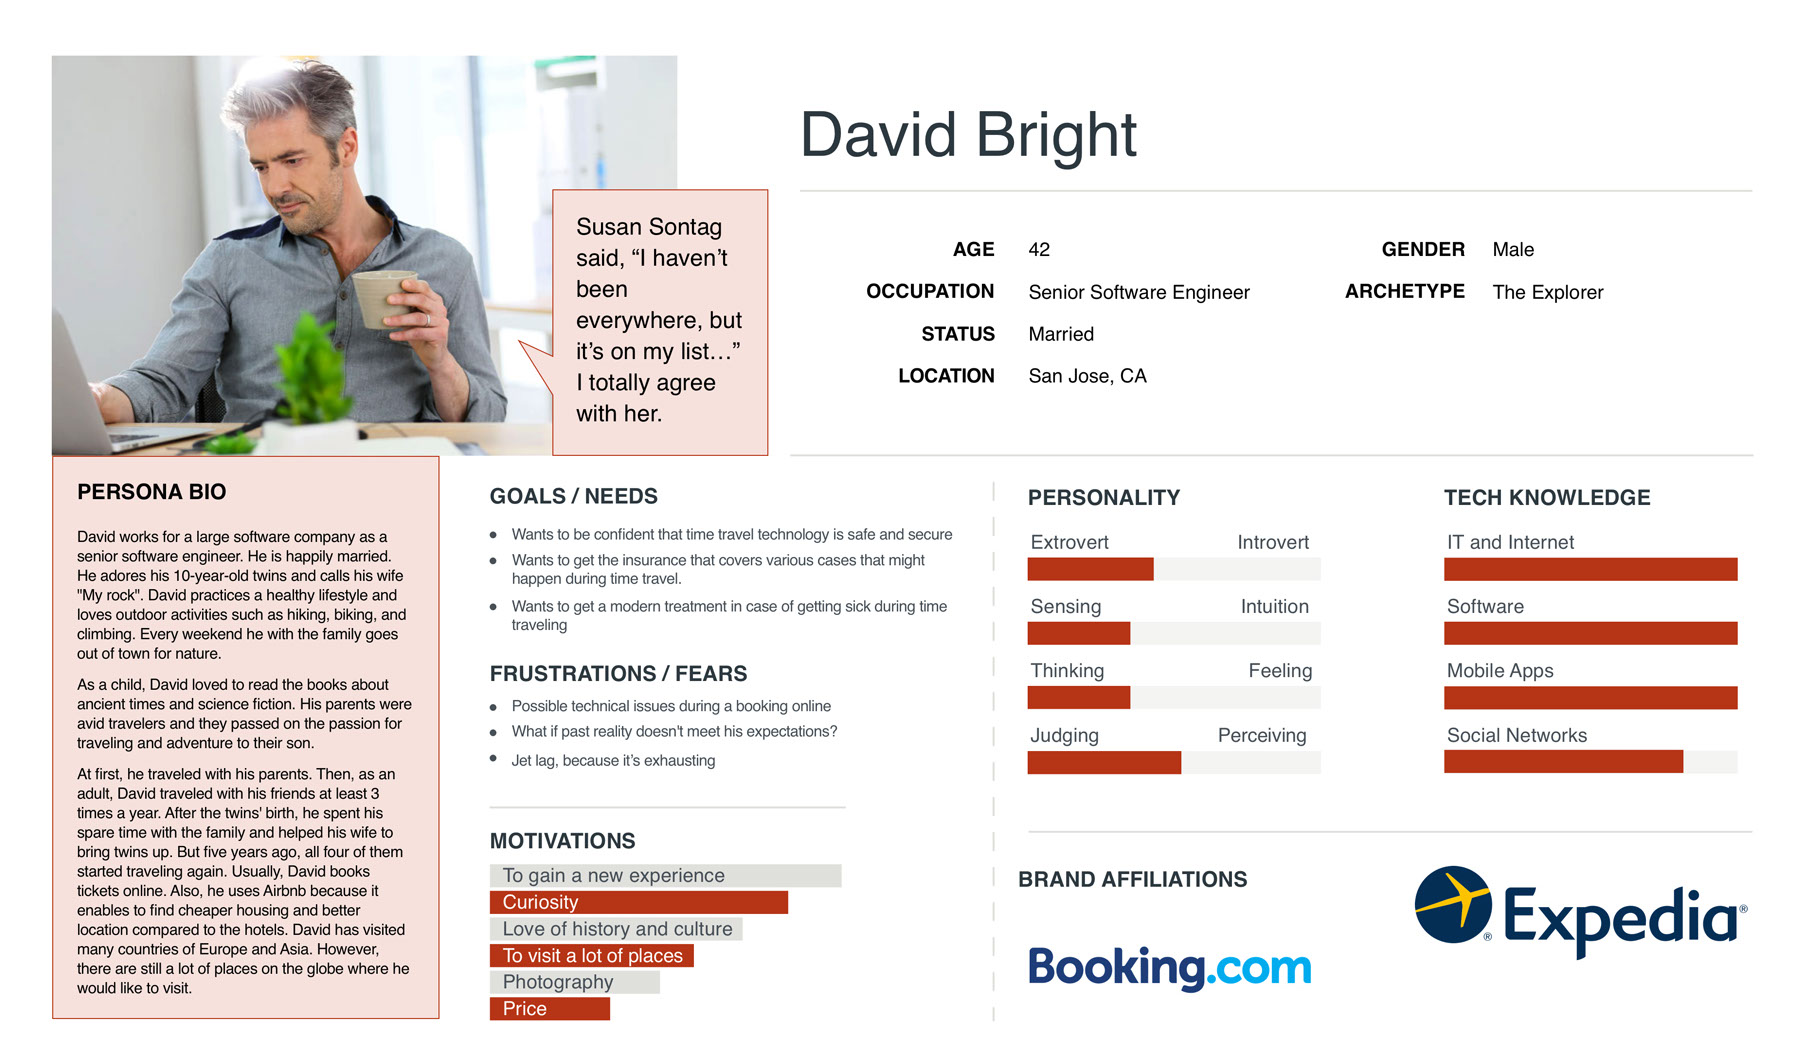 David Bright
Susan Sontag
said, “I haven’t
been
everywhere, but
it’s on my list…”
I totally agree
with her.
AGE 42
OCCUPATION Senior Software Engineer
STATUS Married
LOCATION San Jose, CA
GENDER Male
ARCHETYPE The Explorer
PERSONA BIO
David works for a large software company as a
senior software engineer. He is happily married.
He adores his 10-year-old twins and calls his wife
"My rock". David practices a healthy lifestyle and
loves outdoor activities such as hiking, biking, and
climbing. Every weekend he with the family goes
out of town for nature.
As a child, David loved to read the books about
ancient times and science fiction. His parents were
avid travelers and they passed on the passion for
traveling and adventure to their son.
At first, he traveled with his parents. Then, as an
adult, David traveled with his friends at least 3
times a year. After the twins' birth, he spent his
spare time with the family and helped his wife to
bring twins up. But five years ago, all four of them
started traveling again. Usually, David books
tickets online. Also, he uses Airbnb because it
enables to find cheaper housing and better
location compared to the hotels. David has visited
many countries of Europe and Asia. However,
there are still a lot of places on the globe where he
would like to visit.
GOALS / NEEDS
• Wants to be confident that time travel technology is safe and secure
• Wants to get the insurance that covers various cases that might
happen during time travel.
• Wants to get a modern treatment in case of getting sick during time
traveling
FRUSTRATIONS / FEARS
• Possible technical issues during a booking online
• What if past reality doesn't meet his expectations?
• Jet lag, because it’s exhausting
MOTIVATIONS
To gain a new experience
Curiosity
Love of history and culture
To visit a lot of places
Photography
Price
PERSONALITY
Extrovert Introvert
Sensing Intuition
Thinking Feeling
Judging Perceiving
TECH KNOWLEDGE
IT and Internet
Software
Mobile Apps
Social Networks
BRAND AFFILIATIONS
Booking.com
® Expedia®